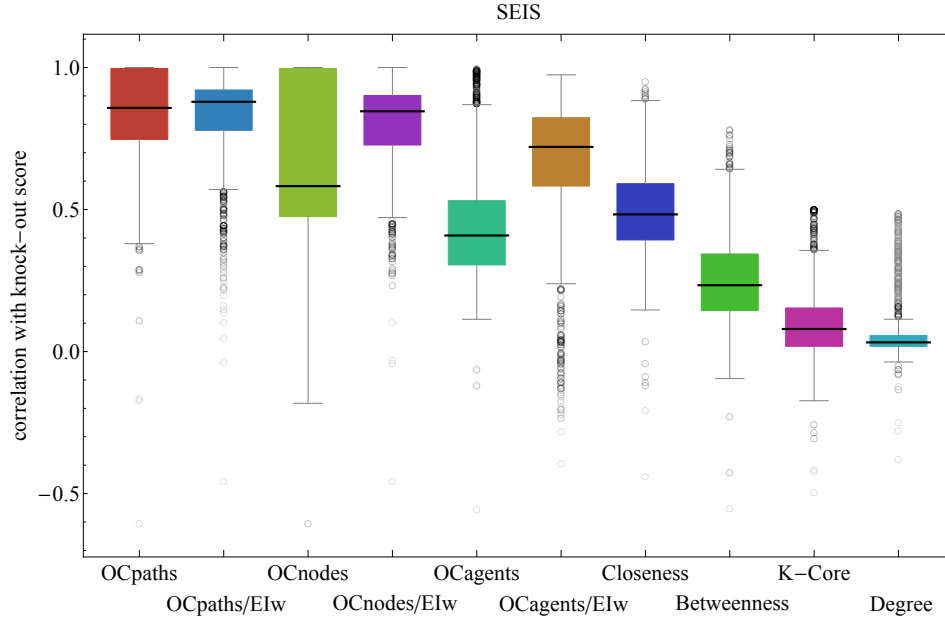 SEIS
correlation with knock-out score
1.0
0.5
0.0
−0.5
OCpaths OCnodes OCagents Closeness K-Core
OCpaths/EIw OCnodes/EIw OCagents/EIw Betweenness Degree